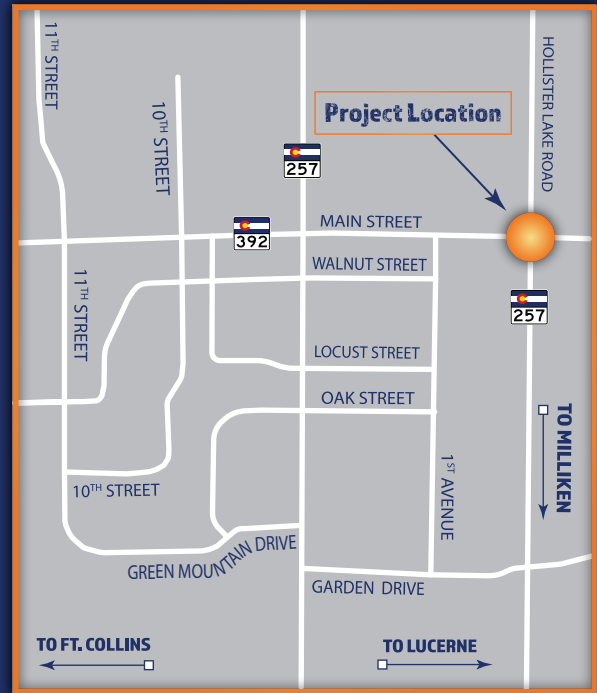 11TH STREET
10TH STREET
HOLLISTER LAKE ROAD
Project Location
257
392
MAIN STREET
WALNUT STREET
11TH STREET
257
LOCUST STREET
OAK STREET
TO MILLIKEN
1ST AVENUE
10TH STREET
GREEN MOUNTAIN DRIVE
GARDEN DRIVE
TO FT. COLLINS
TO LUCERNE